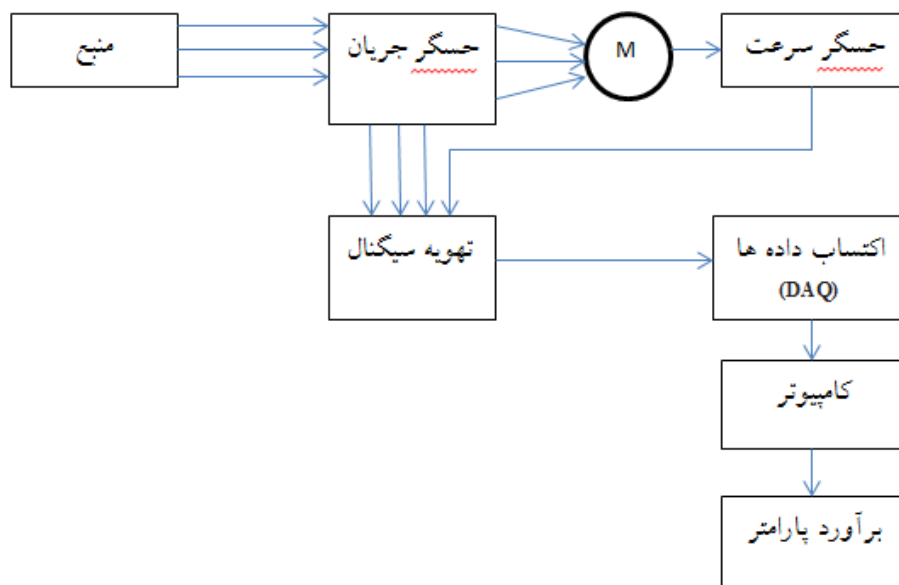 منبع
حسگر جریان
M
حسگر سرعت
تهویه سیگنال
اکتساب داده ها
(DAQ)
کامپیوتر
برآورد پارامتر